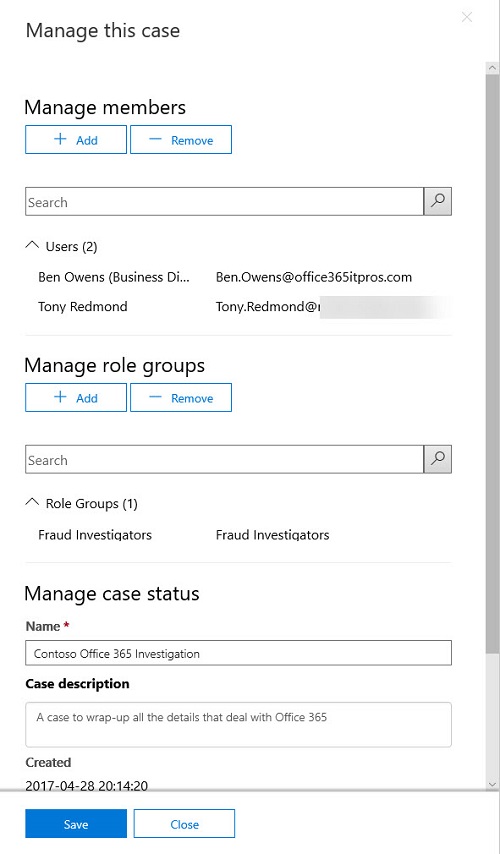 Manage this case
Manage members
+ Add − Remove
Search
Users (2)
Ben Owens (Business Di... Ben.Owens@office365itpros.com
Tony Redmond Tony.Redmond@
Manage role groups
+ Add − Remove
Search
Role Groups (1)
Fraud Investigators Fraud Investigators
Manage case status
Name *
Contoso Office 365 Investigation
Case description
A case to wrap-up all the details that deal with Office 365
Created
2017-04-28 20:14:20
Save Close